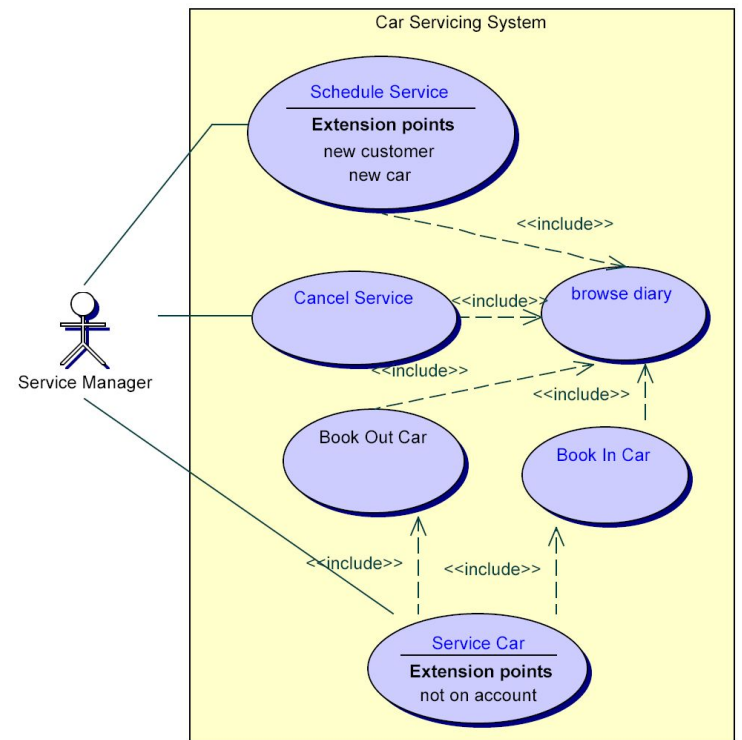 Car Servicing System
Schedule Service
Extension points
new customer
new car
<<include>>
Cancel Service
<<include>>
browse diary
Service Manager
<<include>>
<<include>>
Book Out Car
Book In Car
<<include>>
<<include>>
Service Car
Extension points
not on account